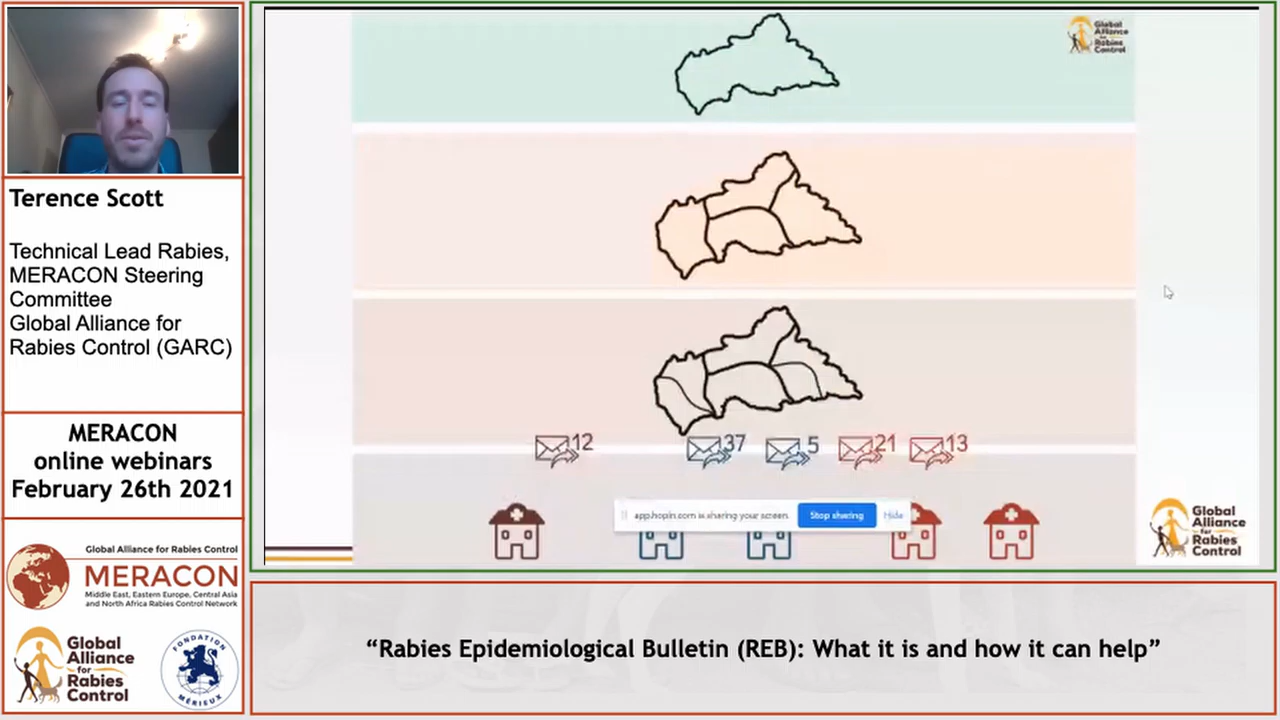 Terence Scott
Technical Lead Rabies,
MERACON Steering
Committee
Global Alliance for
Rabies Control (GARC)
MERACON
online webinars
February 26th 2021
Global Alliance for Rabies Control
MERACON
Middle East, Eastern Europe, Central Asia
and North Africa Rabies Control Network
Global
Alliance
for
Rabies
Control
FONDATION
MÉRIEUX
Global
Alliance
for
Rabies
Control
12
37
5
21
13
app.hopin.com is sharing your screen.
Stop sharing
Hide
Global
Alliance
for
Rabies
Control
“Rabies Epidemiological Bulletin (REB): What it is and how it can help”